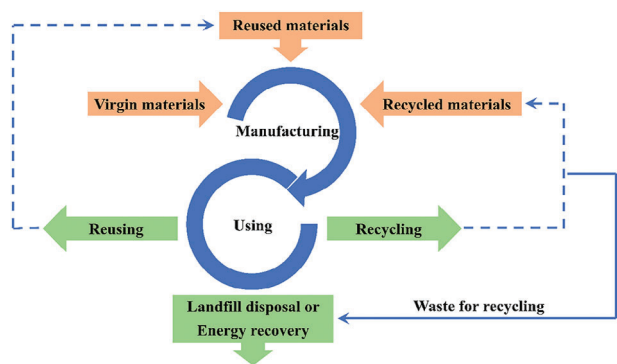 Reused materials
Virgin materials
Recycled materials
Manufacturing
Reusing
Using
Recycling
Landfill disposal or
Energy recovery
Waste for recycling